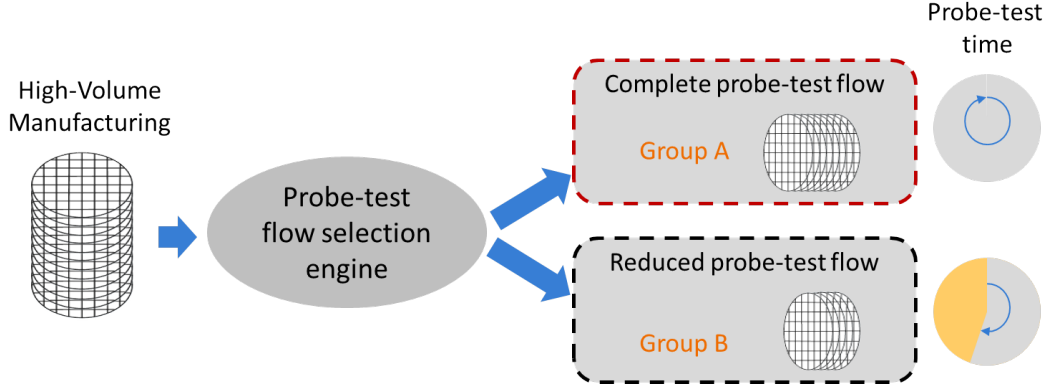 High-Volume
Manufacturing
Probe-test
flow selection
engine
Complete probe-test flow
Group A
Reduced probe-test flow
Group B
Probe-test
time